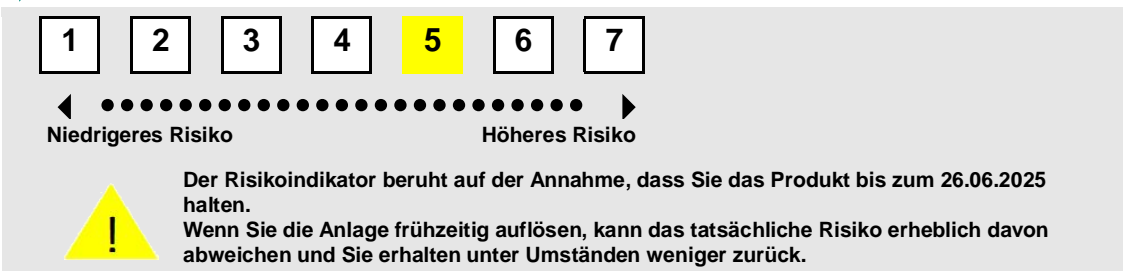 1 2 3 4 5 6 7
Niedrigeres Risiko Höheres Risiko
Der Risikoindikator beruht auf der Annahme, dass Sie das Produkt bis zum 26.06.2025
halten.
!
Wenn Sie die Anlage frühzeitig auflösen, kann das tatsächliche Risiko erheblich davon
abweichen und Sie erhalten unter Umständen weniger zurück.